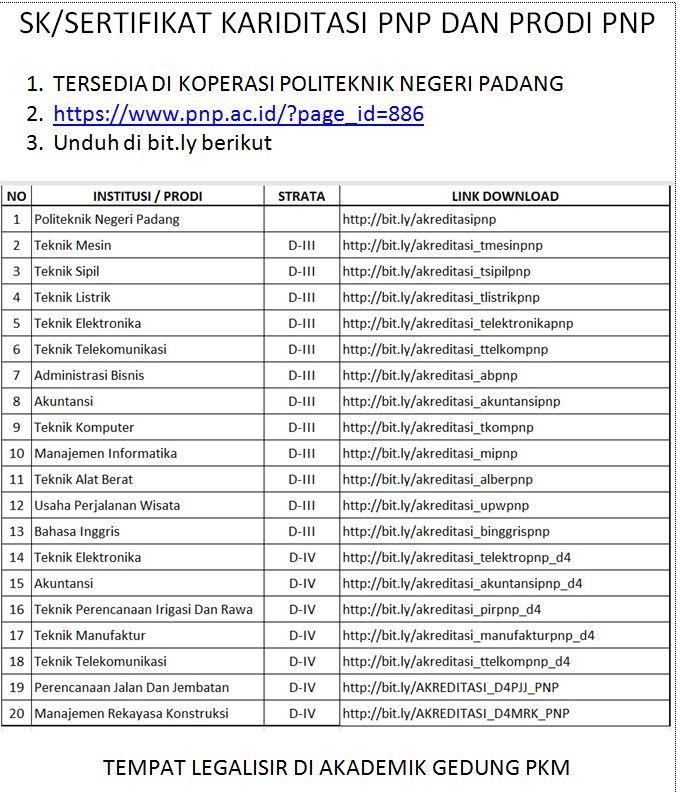 SK/SERTIFIKAT KARIDITASI PNP DAN PRODI PNP
1. TERSEDIA DI KOPERASI POLITEKNIK NEGERI PADANG
2. https://www.pnp.ac.id/?page_id=886
3. Unduh di bit.ly berikut
NO INSTITUSI / PRODI STRATA LINK DOWNLOAD
1 Politeknik Negeri Padang http://bit.ly/akreditasipnp
2 Teknik Mesin D-III http://bit.ly/akreditasi_tmesinpnp
3 Teknik Sipil D-III http://bit.ly/akreditasi_tsipilpnp
4 Teknik Listrik D-III http://bit.ly/akreditasi_tlistrikpnp
5 Teknik Elektronika D-III http://bit.ly/akreditasi_telektronikapnp
6 Teknik Telekomunikasi D-III http://bit.ly/akreditasi_ttelkompnp
7 Administrasi Bisnis D-III http://bit.ly/akreditasi_abpnp
8 Akuntansi D-III http://bit.ly/akreditasi_akuntansipnp
9 Teknik Komputer D-III http://bit.ly/akreditasi_tkompnp
10 Manajemen Informatika D-III http://bit.ly/akreditasi_mipnp
11 Teknik Alat Berat D-III http://bit.ly/akreditasi_alberpnp
12 Usaha Perjalanan Wisata D-III http://bit.ly/akreditasi_upwpnp
13 Bahasa Inggris D-III http://bit.ly/akreditasi_binggrispnp
14 Teknik Elektronika D-IV http://bit.ly/akreditasi_telektropnp_d4
15 Akuntansi D-IV http://bit.ly/akreditasi_akuntansipnp_d4
16 Teknik Perencanaan Irigasi Dan Rawa D-IV http://bit.ly/akreditasi_pirpnp_d4
17 Teknik Manufaktur D-IV http://bit.ly/akreditasi_manufakturpnp_d4
18 Teknik Telekomunikasi D-IV http://bit.ly/akreditasi_ttelkompnp_d4
19 Perencanaan Jalan Dan Jembatan D-IV http://bit.ly/AKREDITASI_D4PJJ_PNP
20 Manajemen Rekayasa Konstruksi D-IV http://bit.ly/AKREDITASI_D4MRK_PNP
TEMPAT LEGALISIR DI AKADEMIK GEDUNG PKM